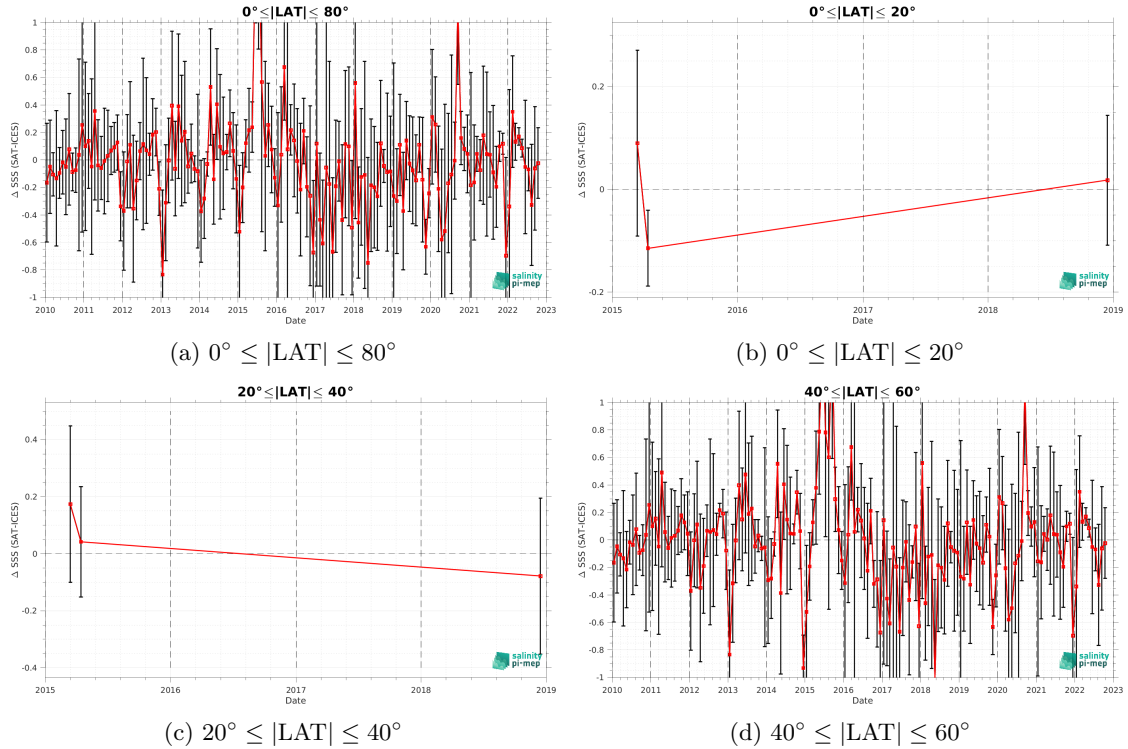 0°≤|LAT|≤ 80°
Δ SSS (SAT-ICES)
1
0.8
0.6
0.4
0.2
0
-0.2
-0.4
-0.6
-0.8
-1
2010 2011 2012 2013 2014 2015 2016 2017 2018 2019 2020 2021 2022 2023
Date
salinity
pi-mep
(a) 0° ≤ |LAT| ≤ 80°
0°≤|LAT|≤ 20°
Δ SSS (SAT-ICES)
0.2
0.1
0
-0.1
-0.2
2015 2016 2017 2018 2019
Date
salinity
pi-mep
(b) 0° ≤ |LAT| ≤ 20°
20°≤|LAT|≤ 40°
Δ SSS (SAT-ICES)
0.4
0.2
0
-0.2
-0.4
2015 2016 2017 2018 2019
Date
salinity
pi-mep
(c) 20° ≤ |LAT| ≤ 40°
40°≤|LAT|≤ 60°
Δ SSS (SAT-ICES)
1
0.8
0.6
0.4
0.2
0
-0.2
-0.4
-0.6
-0.8
-1
2010 2011 2012 2013 2014 2015 2016 2017 2018 2019 2020 2021 2022 2023
Date
salinity
pi-mep
(d) 40° ≤ |LAT| ≤ 60°